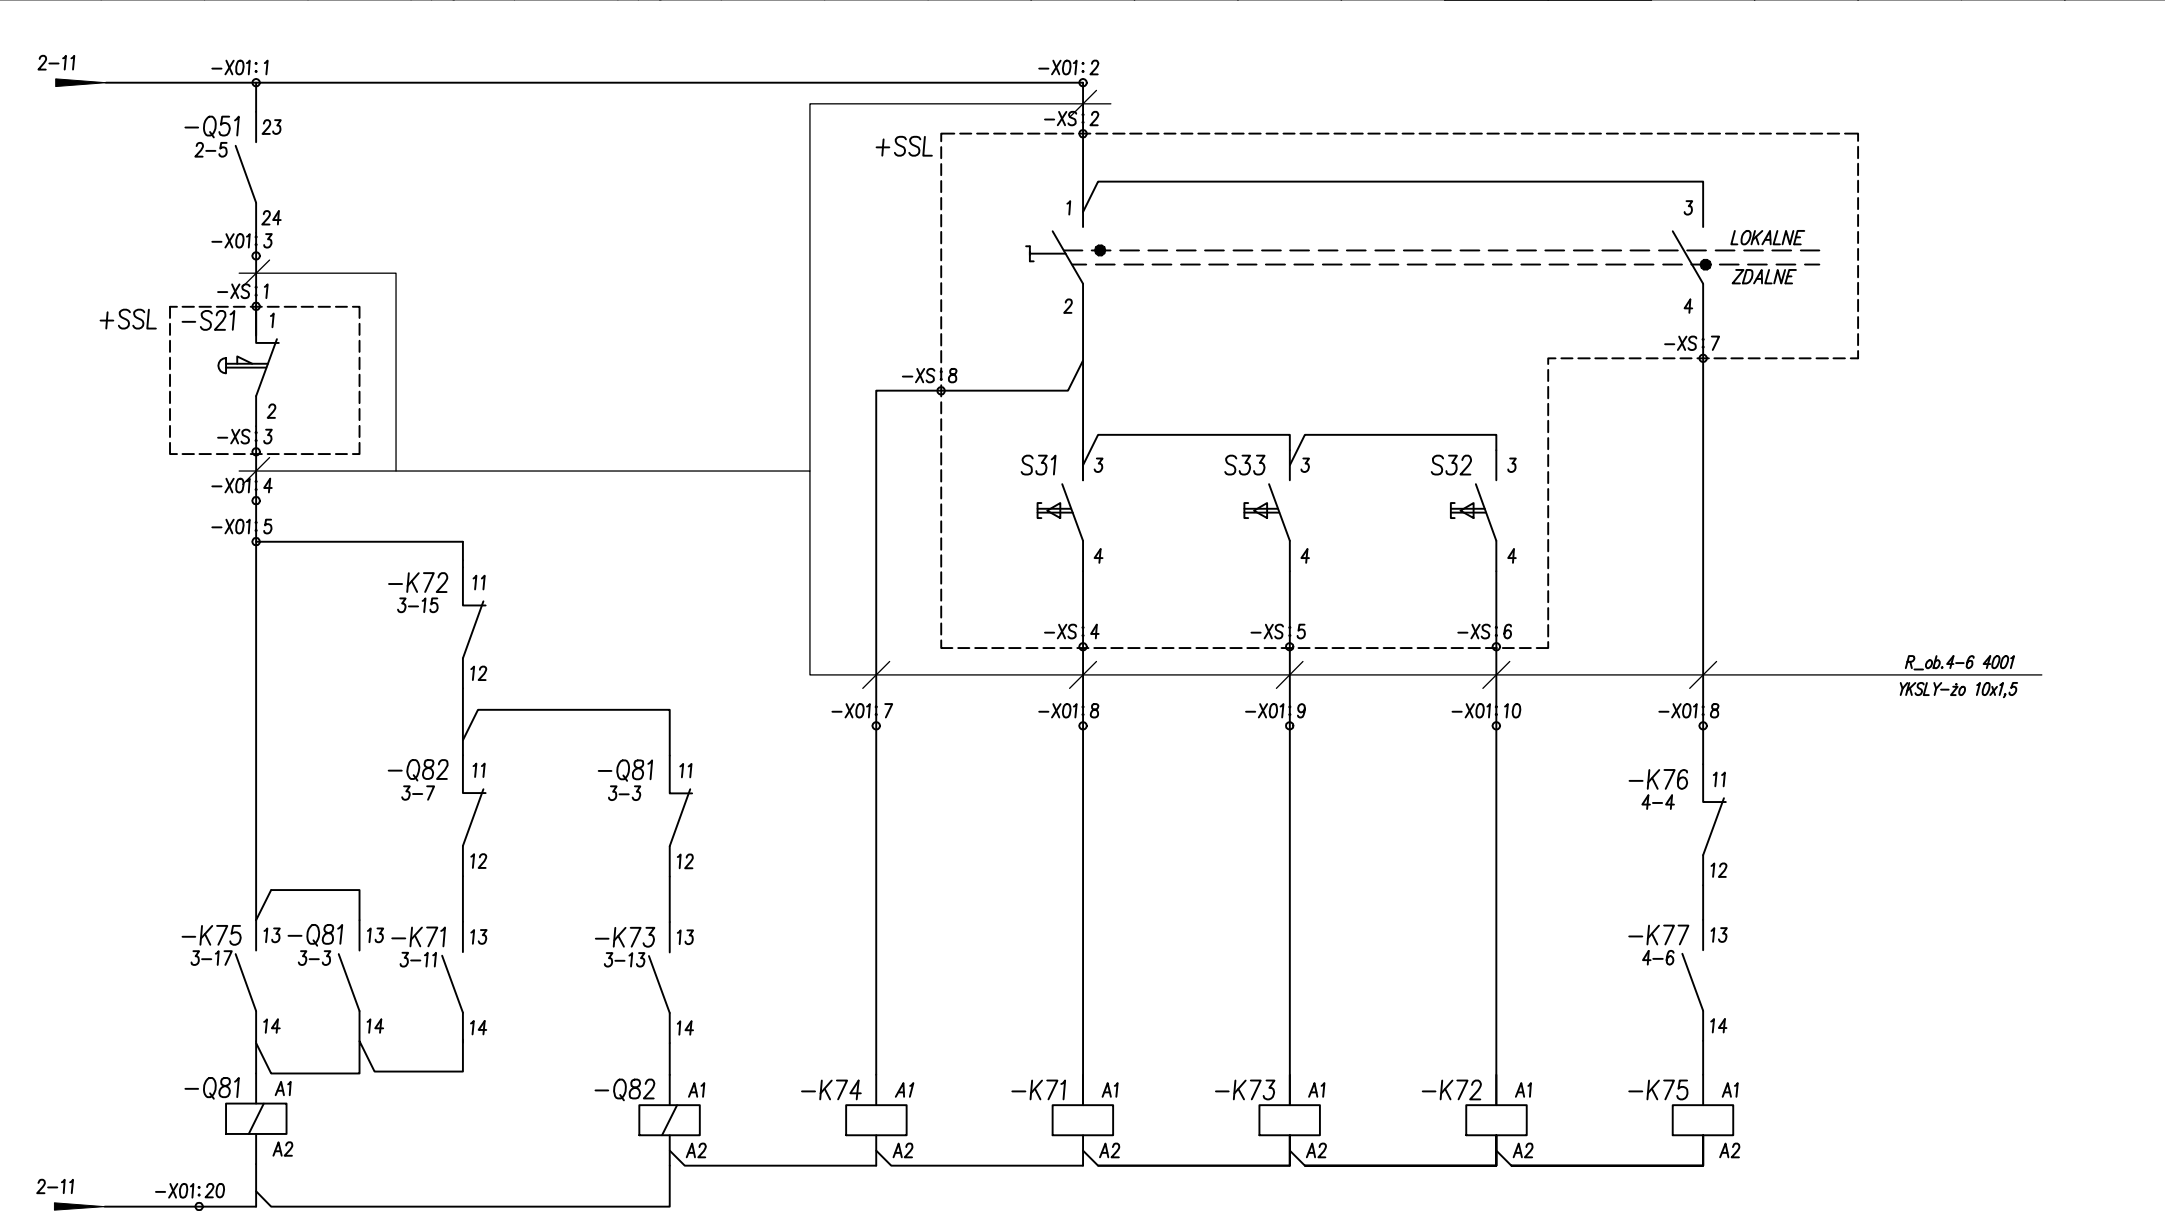 2-11
-X01:1
-X01:2
-Q51 23
2-5
-XS:2
+SSL
24
-X01:3
1
3
LOKALNE
ZDALNE
-XS:1
+SSL -S21 1
2
4
-XS:7
-XS:8
2
-XS:3
-X01:4
S31 3
S33 3
S32 3
-X01:5
4
4
4
-K72 11
3-15
-XS:4
-XS:5
-XS:6
12
R_ob.4-6 4001
YKSLY-żo 10x1,5
-X01:7
-X01:8
-X01:9
-X01:10
-X01:8
-Q82 11
3-7
-Q81 11
3-3
-K76 11
4-4
12
12
12
-K75 13
3-17
-Q81 13
3-3
-K71 13
3-11
-K73 13
3-13
-K77 13
4-6
14
14
14
14
14
-Q81 A1
-Q82 A1
-K74 A1
-K71 A1
-K73 A1
-K72 A1
-K75 A1
A2
A2
A2
A2
A2
A2
A2
2-11
-X01:20